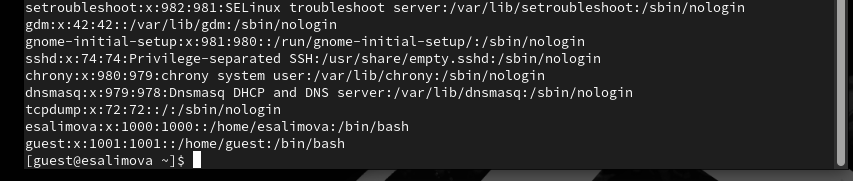 setroubleshoot:x:982:981:SELinux troubleshoot server:/var/lib/setroubleshoot:/sbin/nologin
gdm:x:42:42::/var/lib/gdm:/sbin/nologin
gnome-initial-setup:x:981:980::/run/gnome-initial-setup/:/sbin/nologin
sshd:x:74:74:Privilege-separated SSH:/usr/share/empty.sshd:/sbin/nologin
chrony:x:980:979:chrony system user:/var/lib/chrony:/sbin/nologin
dnsmasq:x:979:978:Dnsmasq DHCP and DNS server:/var/lib/dnsmasq:/sbin/nologin
tcpdump:x:72:72::/:/sbin/nologin
esalimova:x:1000:1000::/home/esalimova:/bin/bash
guest:x:1001:1001::/home/guest:/bin/bash
[guest@esalimova ~]$